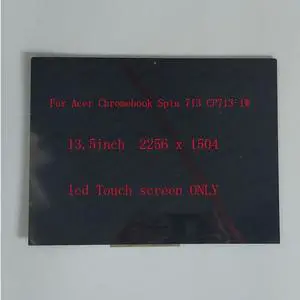 For Acer Chromebook Spin 713 CP713-1W
13.5inch 2256 x 1504
lcd Touch screen ONLY